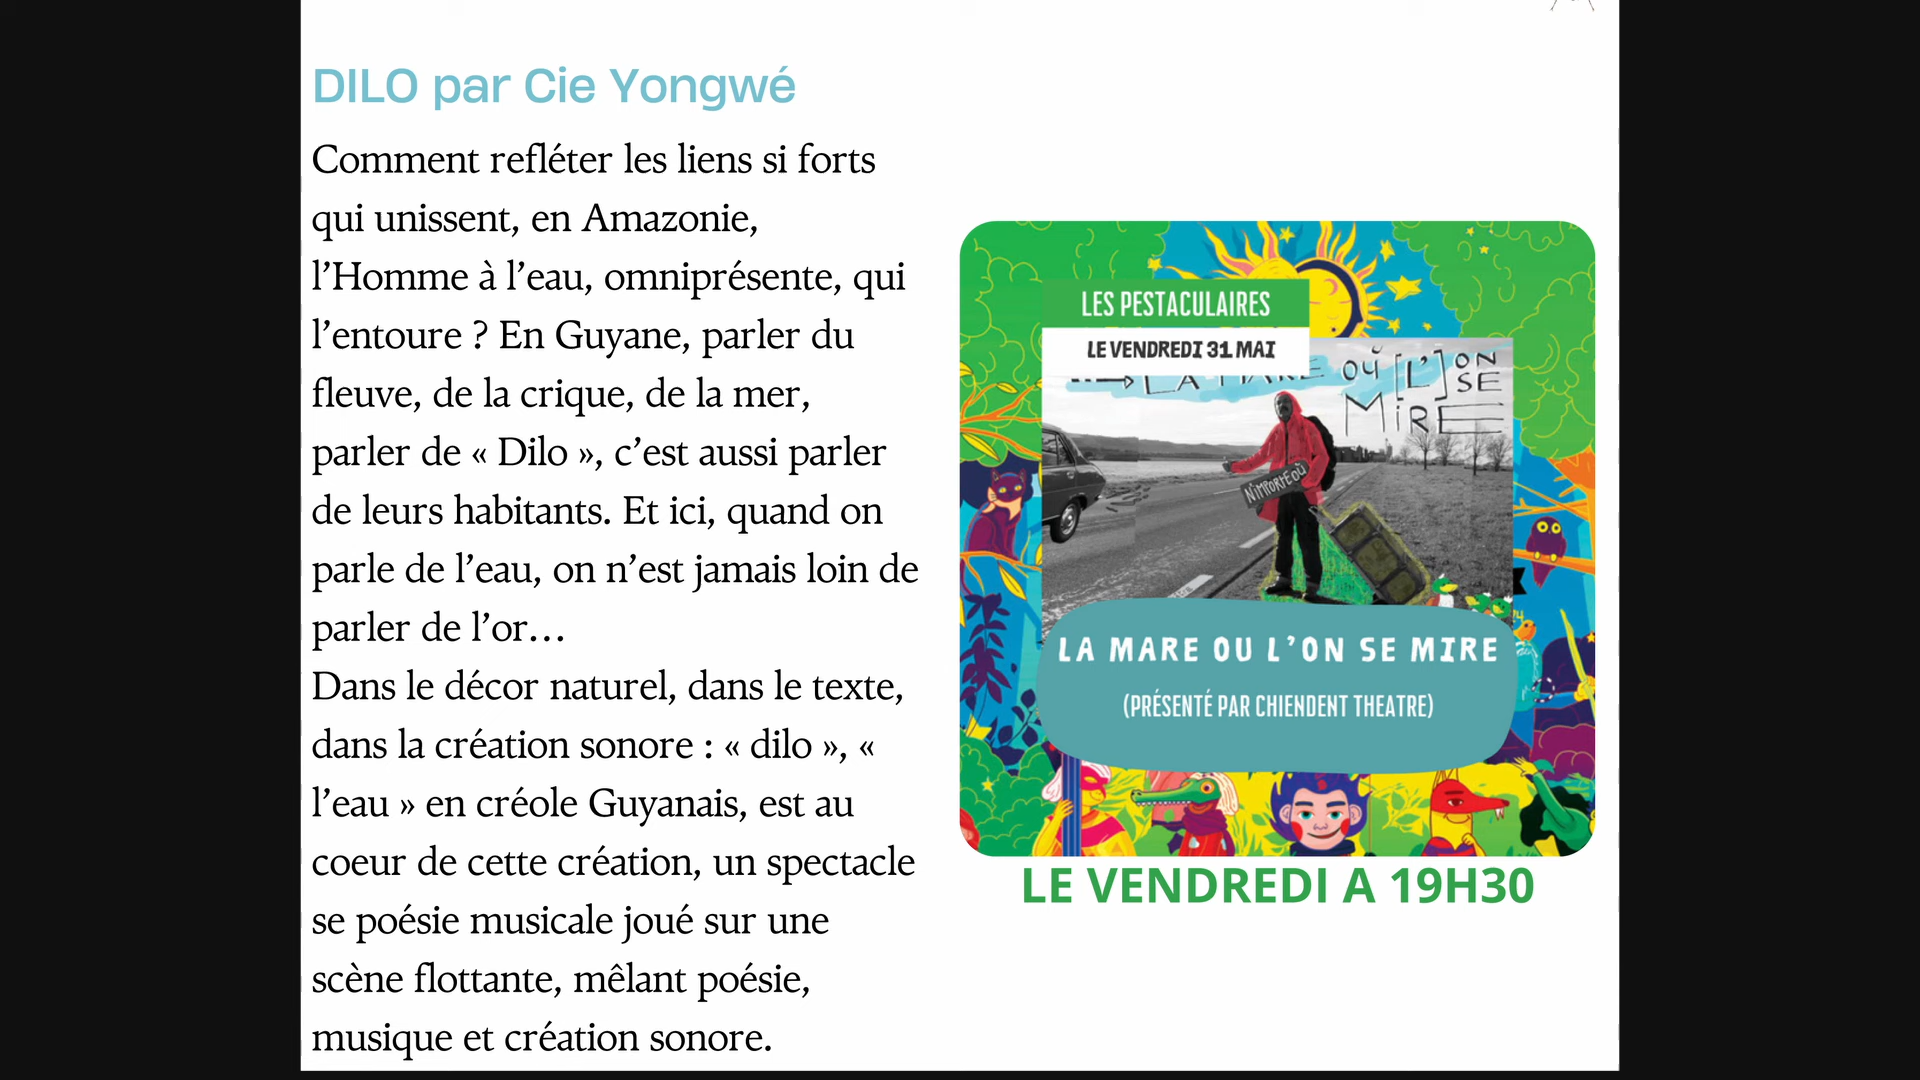 DILO par Cie Yongwé
Comment refléter les liens si forts
qui unissent, en Amazonie,
l’Homme à l’eau, omniprésente, qui
l’entoure ? En Guyane, parler du
fleuve, de la crique, de la mer,
parler de « Dilo », c’est aussi parler
de leurs habitants. Et ici, quand on
parle de l’eau, on n’est jamais loin de
parler de l’or…
Dans le décor naturel, dans le texte,
dans la création sonore : « dilo », «
l’eau » en créole Guyanais, est au
coeur de cette création, un spectacle
se poésie musicale joué sur une
scène flottante, mêlant poésie,
musique et création sonore.
LES PESTACULAIRES
LE VENDREDI 31 MAI
LA MARE OÙ [L']ON
SE
MiRE
N'IMPORTE OÙ
LA MARE OU L'ON SE MIRE
(PRÉSENTÉ PAR CHIENDENT THEATRE)
LE VENDREDI A 19H30